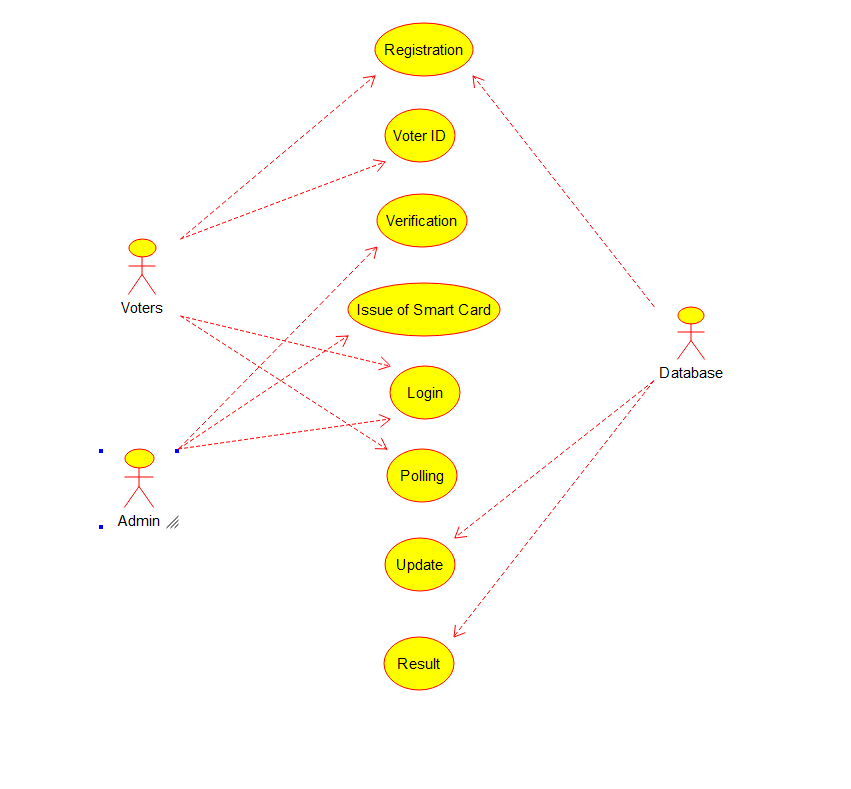 Registration
Voter ID
Verification
Voters
Issue of Smart Card
Database
Login
Polling
Admin
Update
Result